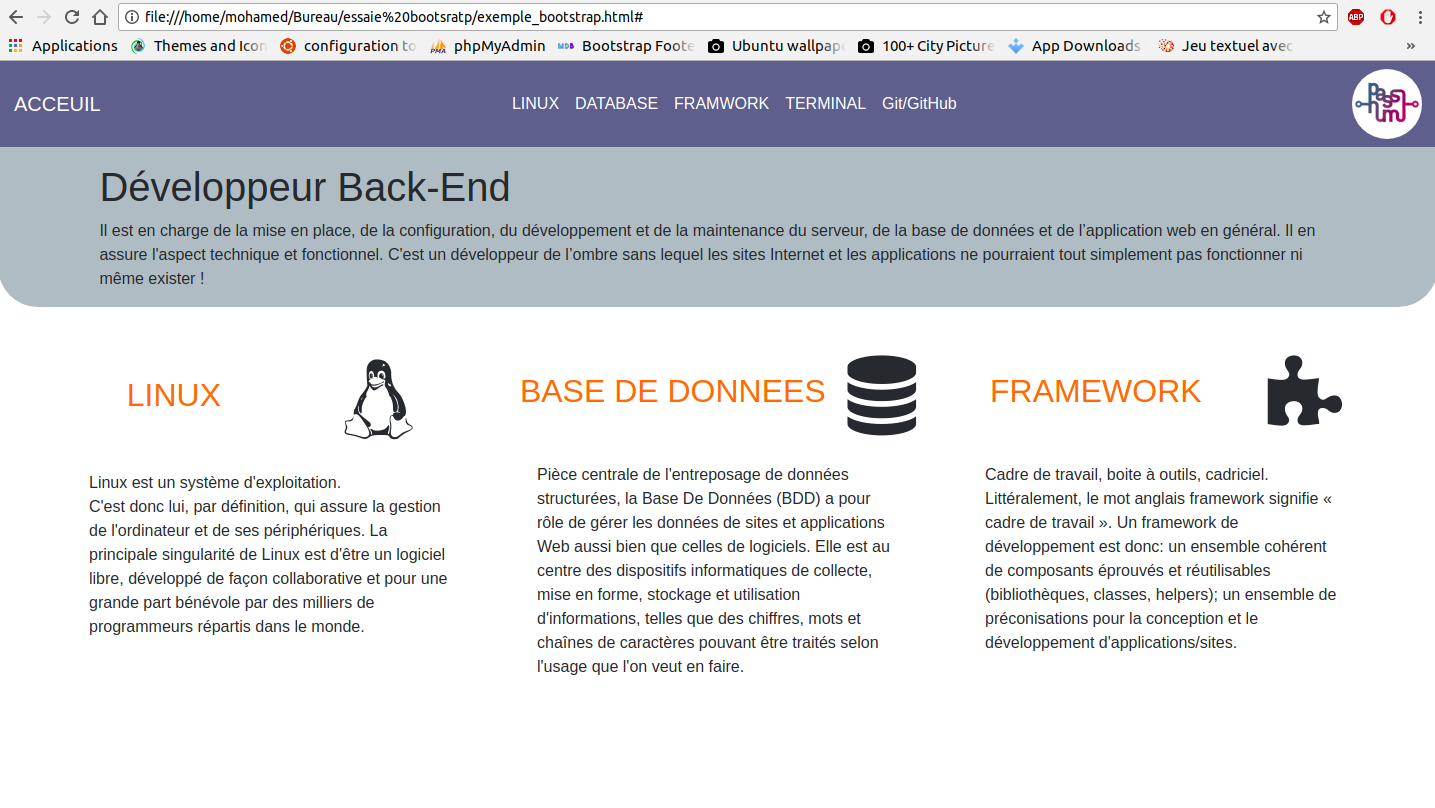 file:///home/mohamed/Bureau/essaie%20bootsratp/exemple_bootstrap.html#
ABP
Applications
Themes and Icon
configuration to
PMA
phpMyAdmin
MDB
Bootstrap Foote
Ubuntu wallpape
100+ City Picture
App Downloads
Jeu textuel avec
»
ACCEUIL
LINUX
DATABASE
FRAMWORK
TERMINAL
Git/GitHub
Pass
num
Développeur Back-End
Il est en charge de la mise en place, de la configuration, du développement et de la maintenance du serveur, de la base de données et de l’application web en général. Il en
assure l'aspect technique et fonctionnel. C'est un développeur de l’ombre sans lequel les sites Internet et les applications ne pourraient tout simplement pas fonctionner ni
même exister !
LINUX
Linux est un système d'exploitation.
C'est donc lui, par définition, qui assure la gestion
de l'ordinateur et de ses périphériques. La
principale singularité de Linux est d'être un logiciel
libre, développé de façon collaborative et pour une
grande part bénévole par des milliers de
programmeurs répartis dans le monde.
BASE DE DONNEES
Pièce centrale de l'entreposage de données
structurées, la Base De Données (BDD) a pour
rôle de gérer les données de sites et applications
Web aussi bien que celles de logiciels. Elle est au
centre des dispositifs informatiques de collecte,
mise en forme, stockage et utilisation
d'informations, telles que des chiffres, mots et
chaînes de caractères pouvant être traités selon
l'usage que l'on veut en faire.
FRAMEWORK
Cadre de travail, boite à outils, cadriciel.
Littéralement, le mot anglais framework signifie «
cadre de travail ». Un framework de
développement est donc: un ensemble cohérent
de composants éprouvés et réutilisables
(bibliothèques, classes, helpers); un ensemble de
préconisations pour la conception et le
développement d'applications/sites.